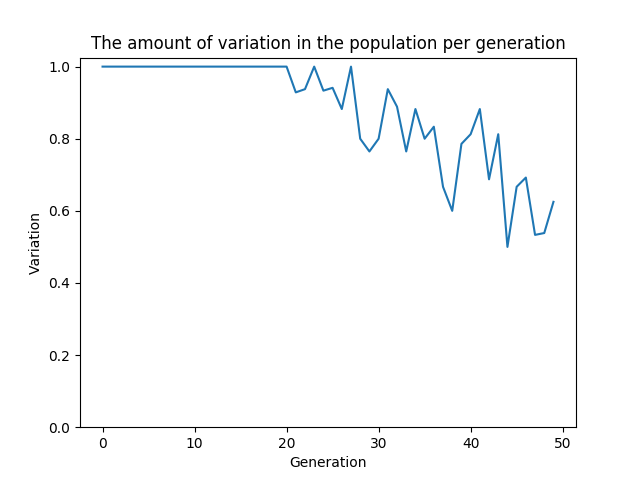 The amount of variation in the population per generation
1.0
0.8
0.6
0.4
0.2
0.0
Variation
0 10 20 30 40 50
Generation